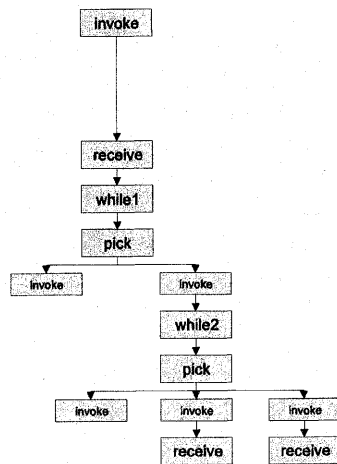 invoke
receive
while1
pick
invoke invoke
while2
pick
invoke invoke invoke
receive receive